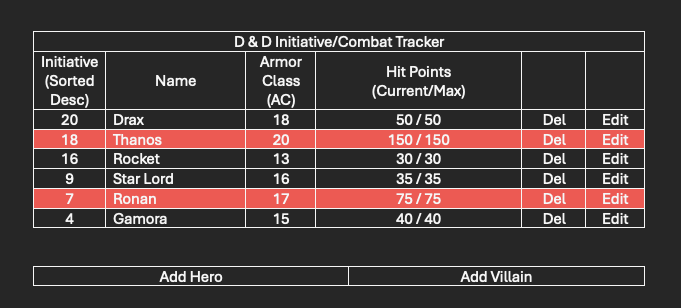 D & D Initiative/Combat Tracker
Initiative (Sorted Desc) Name Armor Class (AC) Hit Points (Current/Max)
20 Drax 18 50 / 50 Del Edit
18 Thanos 20 150 / 150 Del Edit
16 Rocket 13 30 / 30 Del Edit
9 Star Lord 16 35 / 35 Del Edit
7 Ronan 17 75 / 75 Del Edit
4 Gamora 15 40 / 40 Del Edit
Add Hero Add Villain